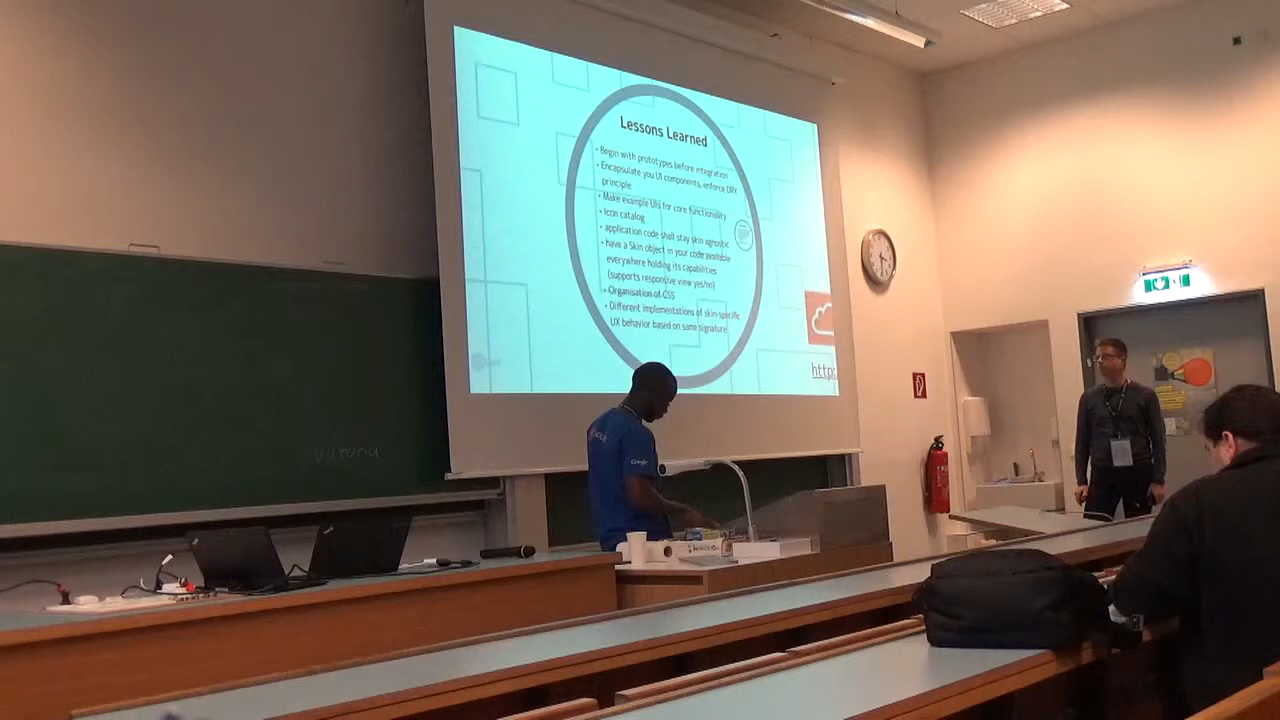 Lessons Learned
• Begin with prototypes before integration
• Encapsulate you UI components, enforce DRY
principle
• Make example UIs for core functionality
• Icon catalog
• application code shall stay skin agnostic
• have a Skin object in your code available
everywhere holding its capabilities
(supports responsive view yes/no)
• Organisation of CSS
• Different implementations of skin-specific
UX behavior based on same signature
http:
Google